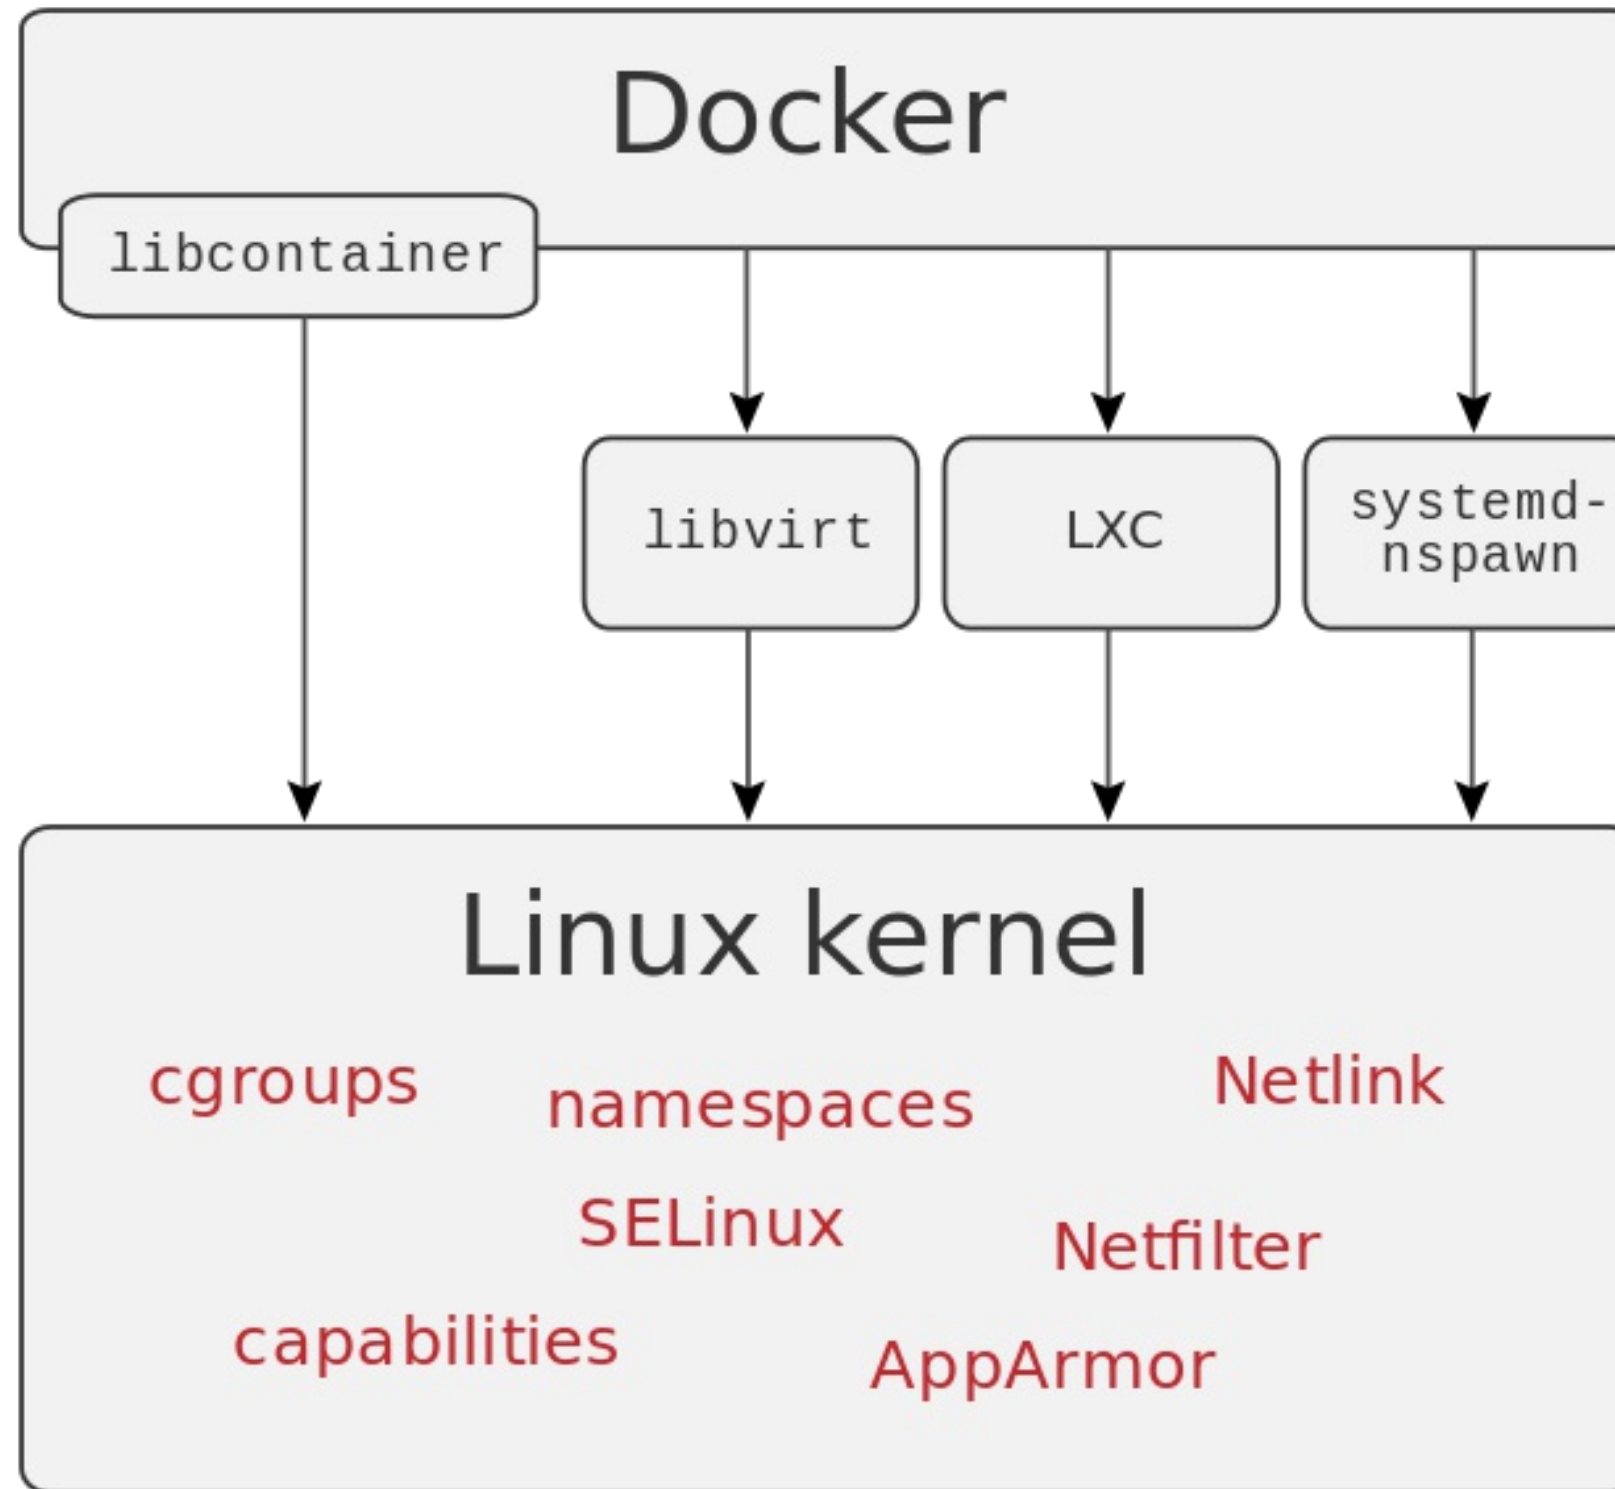 Docker
libcontainer
libvirt
LXC
systemd-
nspawn
Linux kernel
cgroups
namespaces
Netlink
SELinux
Netfilter
capabilities
AppArmor